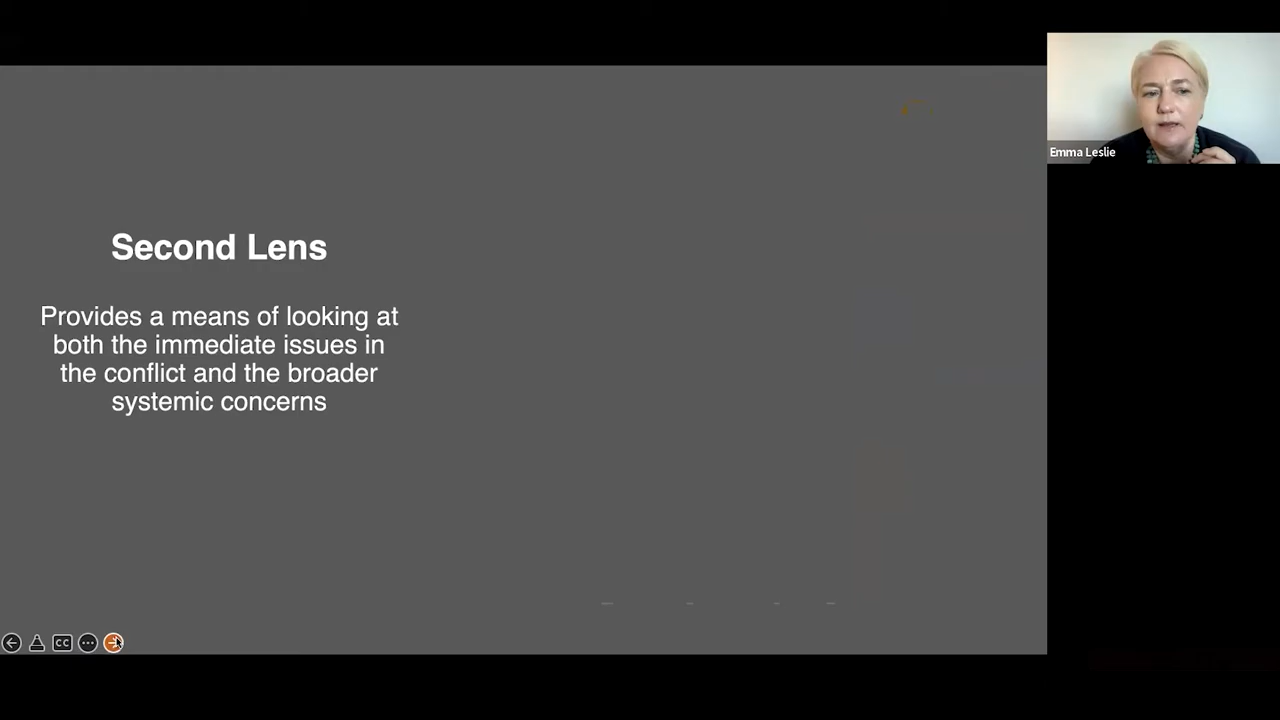 Emma Leslie
Second Lens
Provides a means of looking at
both the immediate issues in
the conflict and the broader
systemic concerns
CC